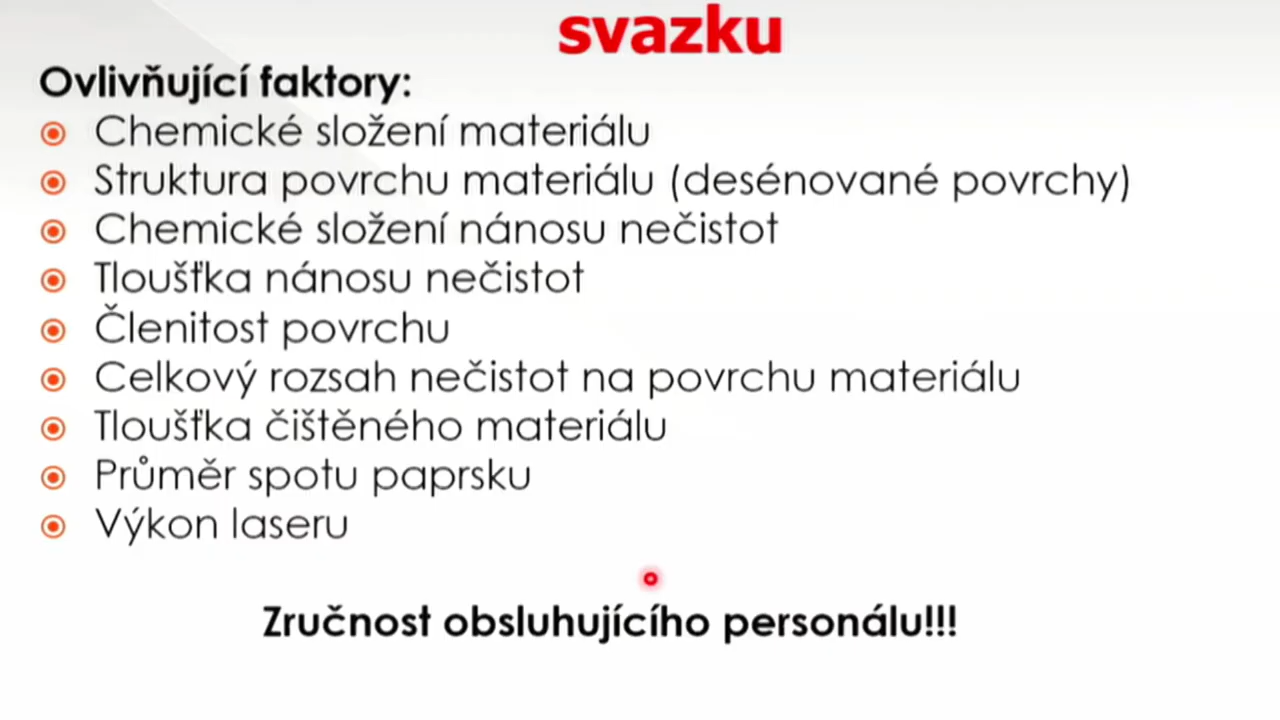 svazku
Ovlivňující faktory:
Chemické složení materiálu
Struktura povrchu materiálu (desénované povrchy)
Chemické složení nánosu nečistot
Tloušťka nánosu nečistot
Členitost povrchu
Celkový rozsah nečistot na povrchu materiálu
Tloušťka čištěného materiálu
Průměr spotu paprsku
Výkon laseru
Zručnost obsluhujícího personálu!!!